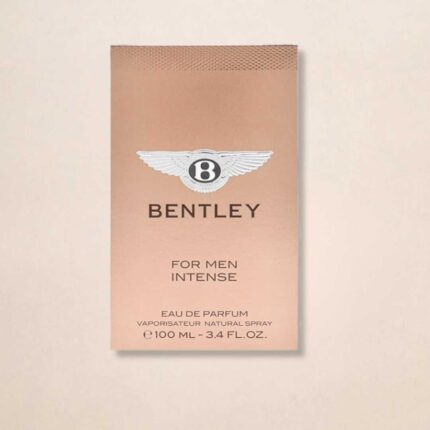 B
BENTLEY
FOR MEN
INTENSE
EAU DE PARFUM
VAPORISATEUR NATURAL SPRAY
℮100 ML - 3.4 FL.OZ.